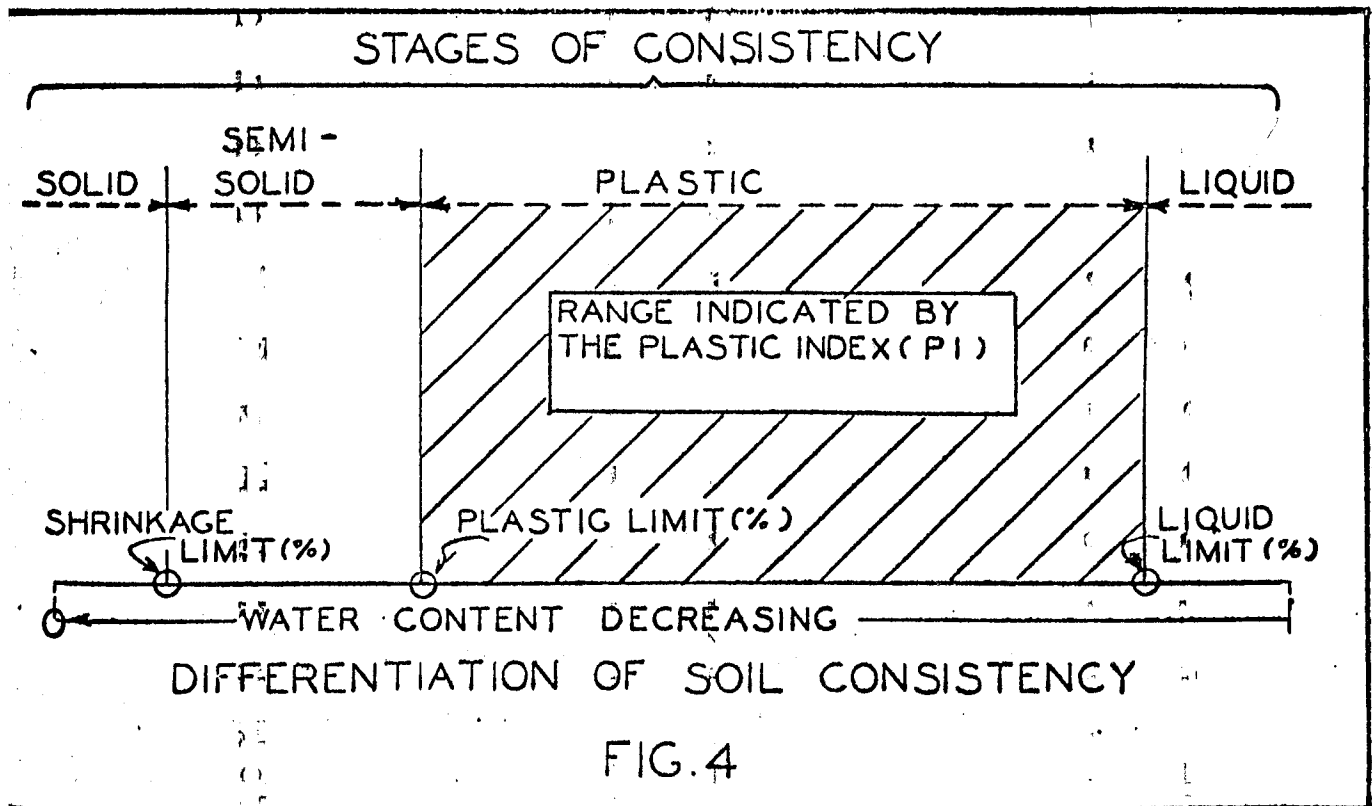 STAGES OF CONSISTENCY
SEMI-
SOLID SOLID PLASTIC LIQUID
RANGE INDICATED BY
THE PLASTIC INDEX (PI)
SHRINKAGE
LIMIT (%)
PLASTIC LIMIT (%)
LIQUID
LIMIT (%)
0
WATER CONTENT DECREASING
DIFFERENTIATION OF SOIL CONSISTENCY
FIG. 4